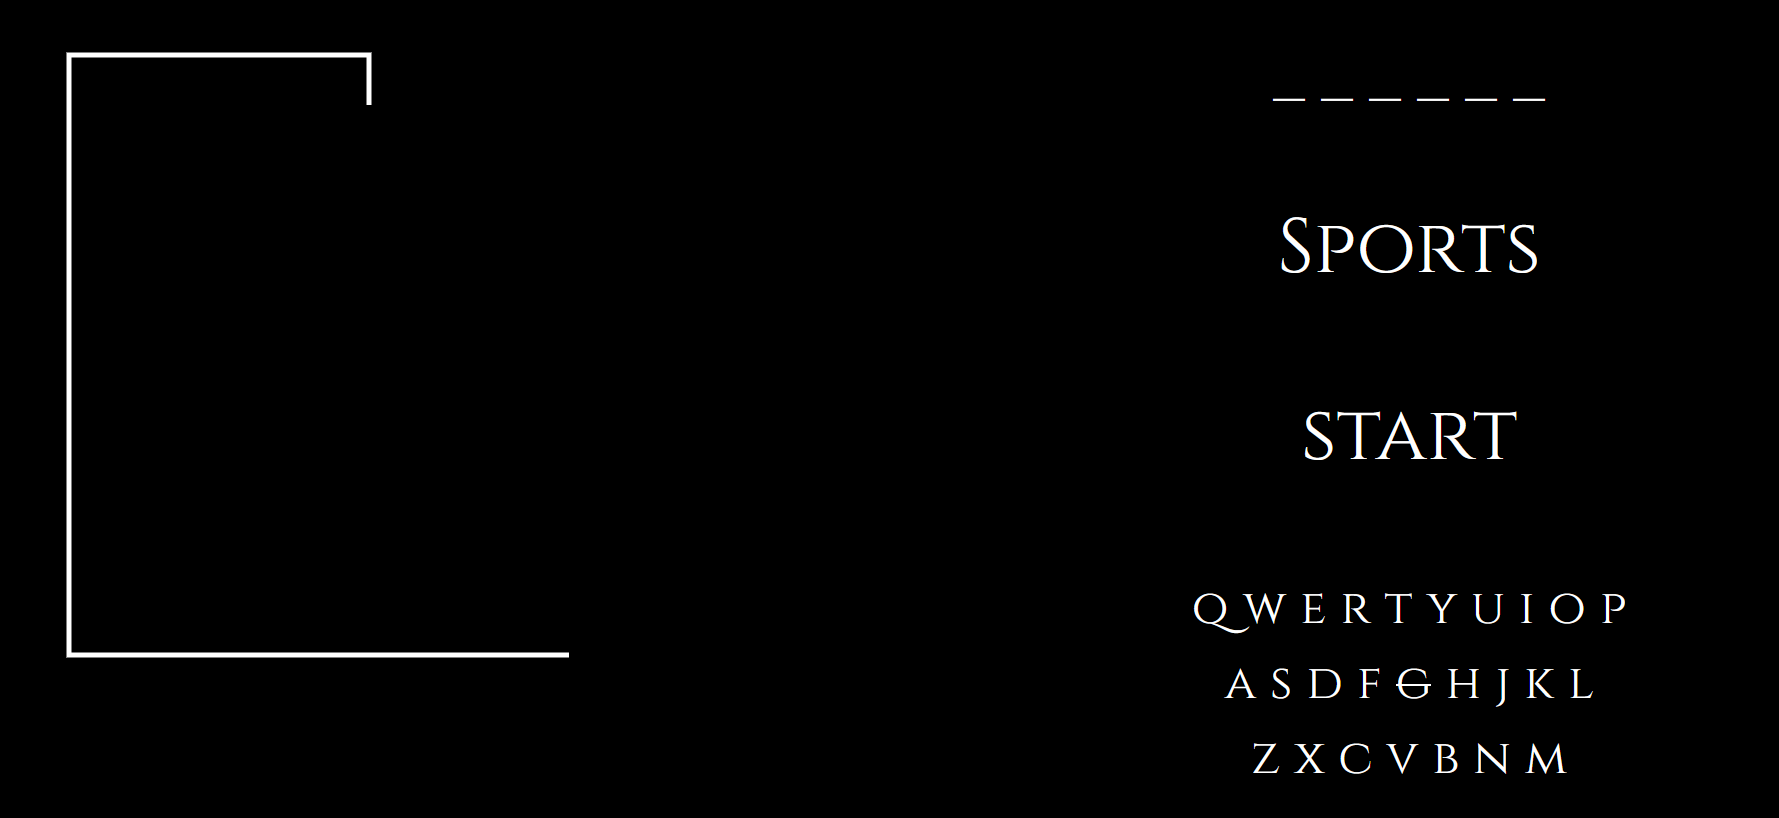 _ _ _ _ _ _
Sports
START
Q W E R T Y U I O P
A S D F G H J K L
Z X C V B N M